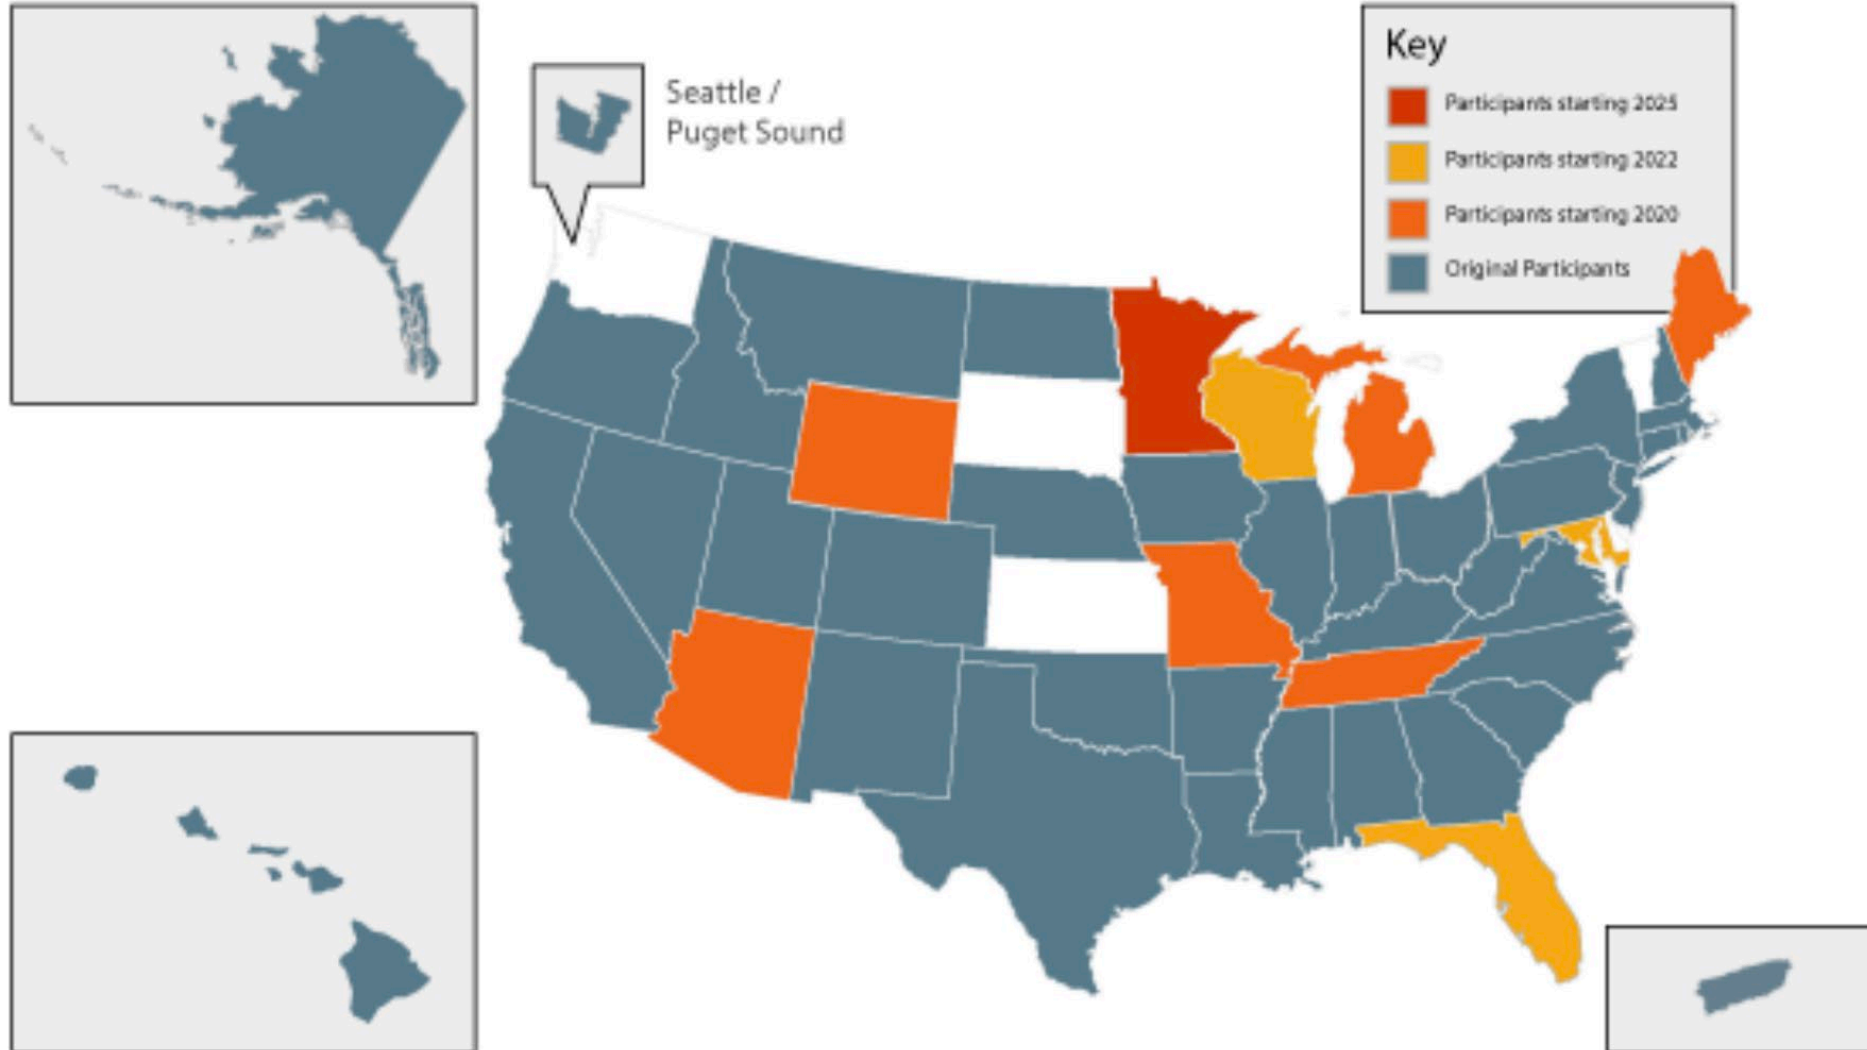 Seattle /
Puget Sound
Key
Participants starting 2025
Participants starting 2022
Participants starting 2020
Original Participants